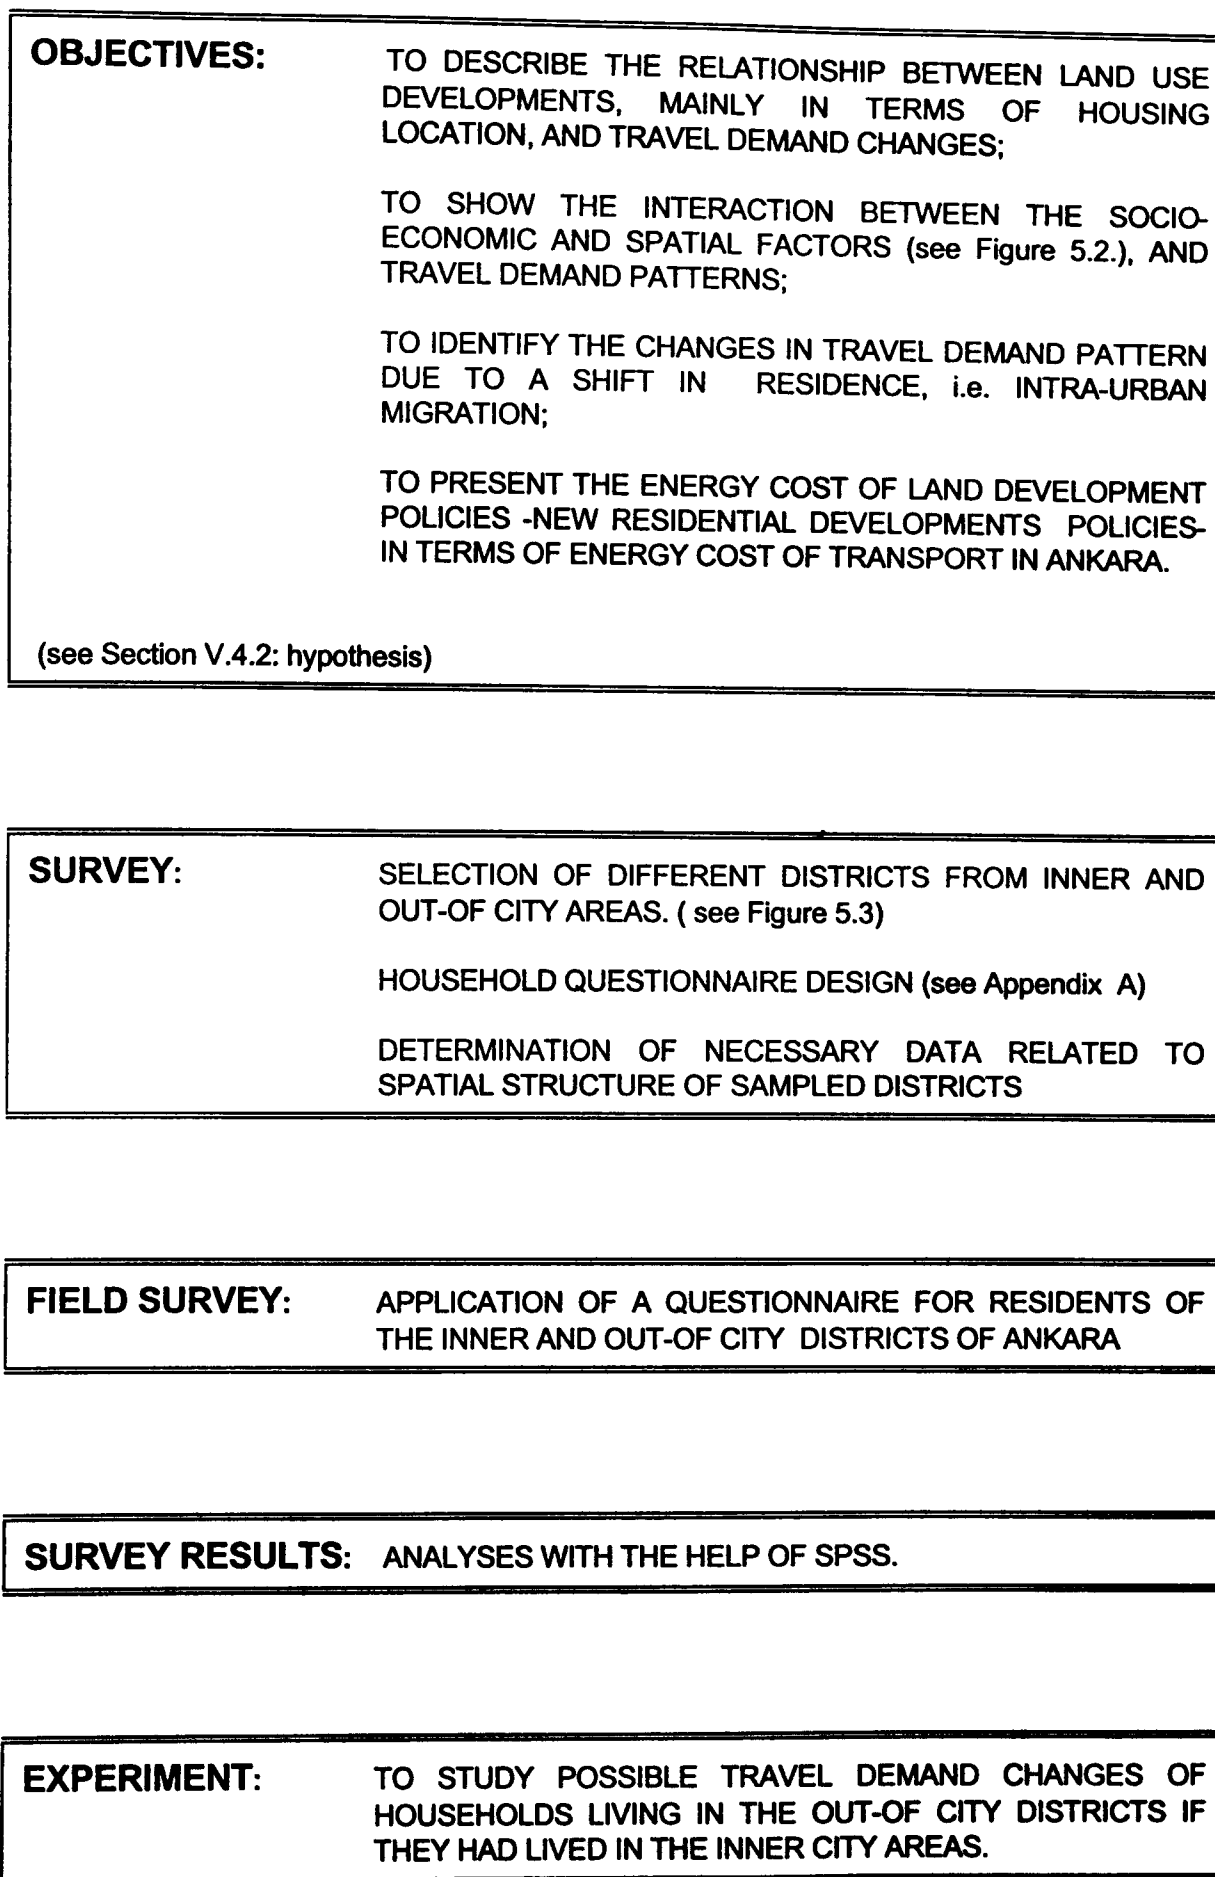 OBJECTIVES: TO DESCRIBE THE RELATIONSHIP BETWEEN LAND USE
DEVELOPMENTS, MAINLY IN TERMS OF HOUSING
LOCATION, AND TRAVEL DEMAND CHANGES;
TO SHOW THE INTERACTION BETWEEN THE SOCIO-
ECONOMIC AND SPATIAL FACTORS (see Figure 5.2.), AND
TRAVEL DEMAND PATTERNS;
TO IDENTIFY THE CHANGES IN TRAVEL DEMAND PATTERN
DUE TO A SHIFT IN RESIDENCE, i.e. INTRA-URBAN
MIGRATION;
TO PRESENT THE ENERGY COST OF LAND DEVELOPMENT
POLICIES -NEW RESIDENTIAL DEVELOPMENTS POLICIES-
IN TERMS OF ENERGY COST OF TRANSPORT IN ANKARA.
(see Section V.4.2: hypothesis)
SURVEY: SELECTION OF DIFFERENT DISTRICTS FROM INNER AND
OUT-OF CITY AREAS. ( see Figure 5.3)
HOUSEHOLD QUESTIONNAIRE DESIGN (see Appendix A)
DETERMINATION OF NECESSARY DATA RELATED TO
SPATIAL STRUCTURE OF SAMPLED DISTRICTS
FIELD SURVEY: APPLICATION OF A QUESTIONNAIRE FOR RESIDENTS OF
THE INNER AND OUT-OF CITY DISTRICTS OF ANKARA
SURVEY RESULTS: ANALYSES WITH THE HELP OF SPSS.
EXPERIMENT: TO STUDY POSSIBLE TRAVEL DEMAND CHANGES OF
HOUSEHOLDS LIVING IN THE OUT-OF CITY DISTRICTS IF
THEY HAD LIVED IN THE INNER CITY AREAS.